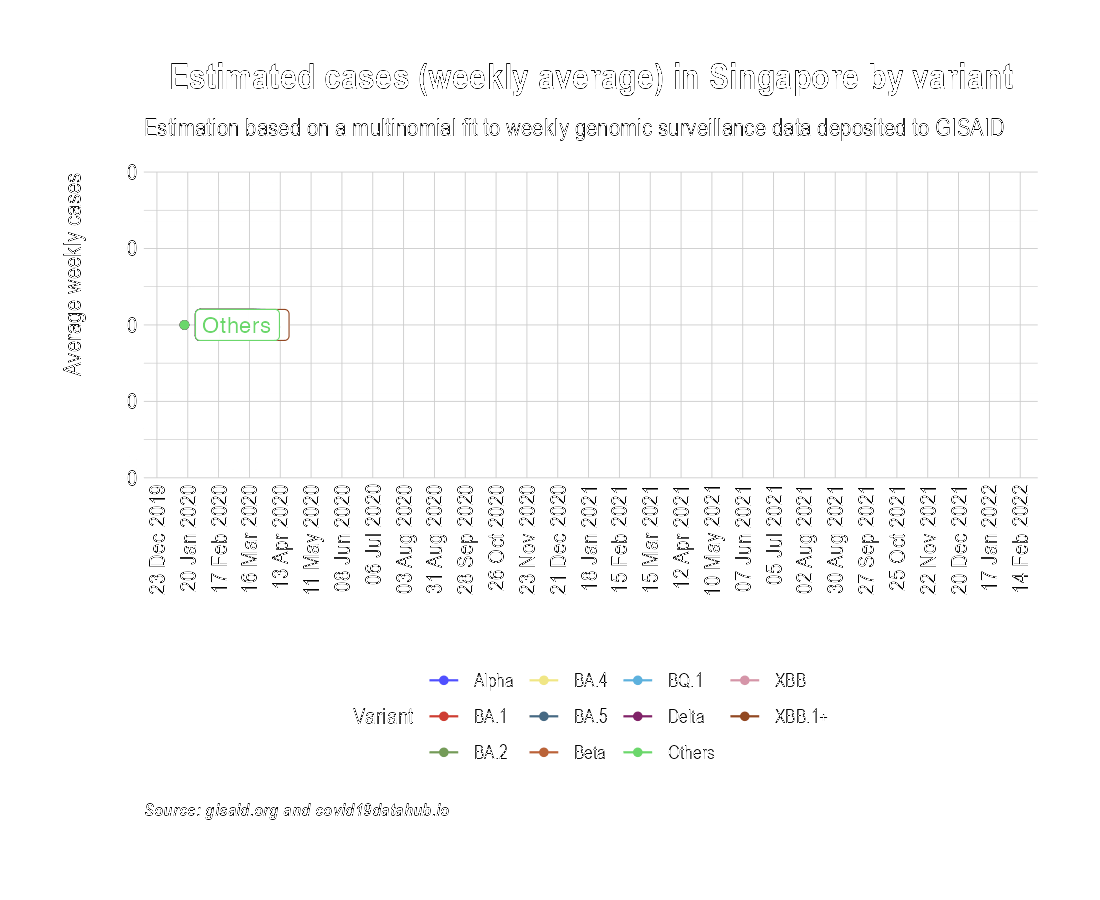 Estimated cases (weekly average) in Singapore by variant
Estimation based on a multinomial fit to weekly genomic surveillance data deposited to GISAID
Average weekly cases
0
0
0
0
0
Others
23 Dec 2019
20 Jan 2020
17 Feb 2020
16 Mar 2020
13 Apr 2020
11 May 2020
08 Jun 2020
06 Jul 2020
03 Aug 2020
31 Aug 2020
28 Sep 2020
26 Oct 2020
23 Nov 2020
21 Dec 2020
18 Jan 2021
15 Feb 2021
15 Mar 2021
12 Apr 2021
10 May 2021
07 Jun 2021
05 Jul 2021
02 Aug 2021
30 Aug 2021
27 Sep 2021
25 Oct 2021
22 Nov 2021
20 Dec 2021
17 Jan 2022
14 Feb 2022
Alpha BA.4 BQ.1 XBB
Variant BA.1 BA.5 Delta XBB.1+
BA.2 Beta Others
Source: gisaid.org and covid19datahub.io